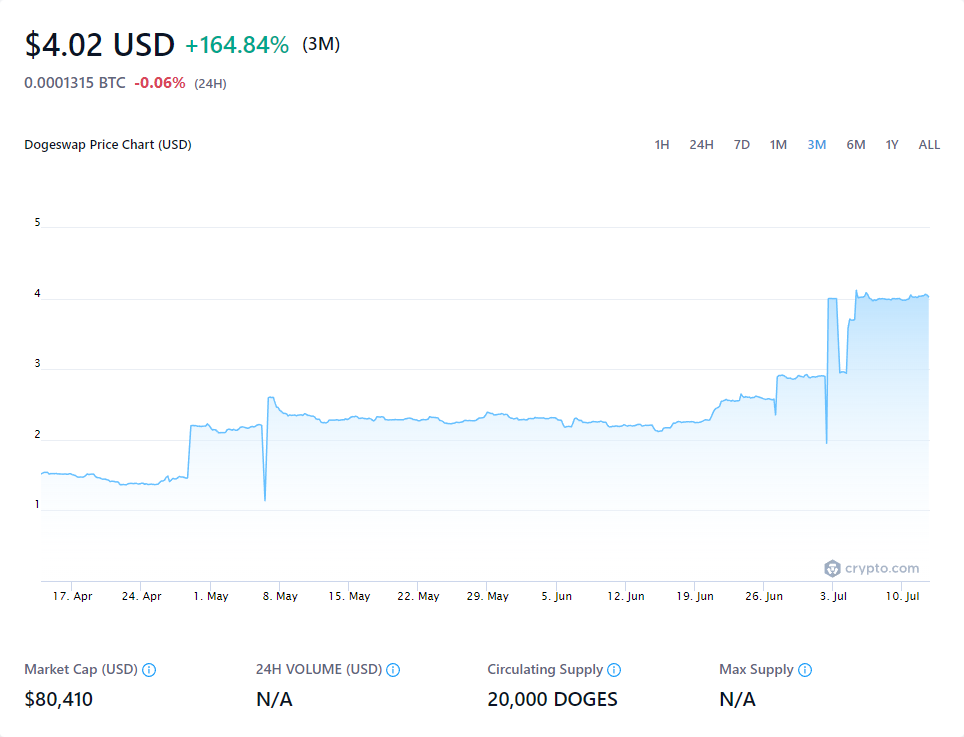 $4.02 USD +164.84% (3M)
0.0001315 BTC -0.06% (24H)
Dogeswap Price Chart (USD) 1H 24H 7D 1M 3M 6M 1Y ALL
5
4
3
2
1
crypto.com
17. Apr 24. Apr 1. May 8. May 15. May 22. May 29. May 5. Jun 12. Jun 19. Jun 26. Jun 3. Jul 10. Jul
Market Cap (USD) 24H VOLUME (USD) Circulating Supply Max Supply
$80,410 N/A 20,000 DOGES N/A